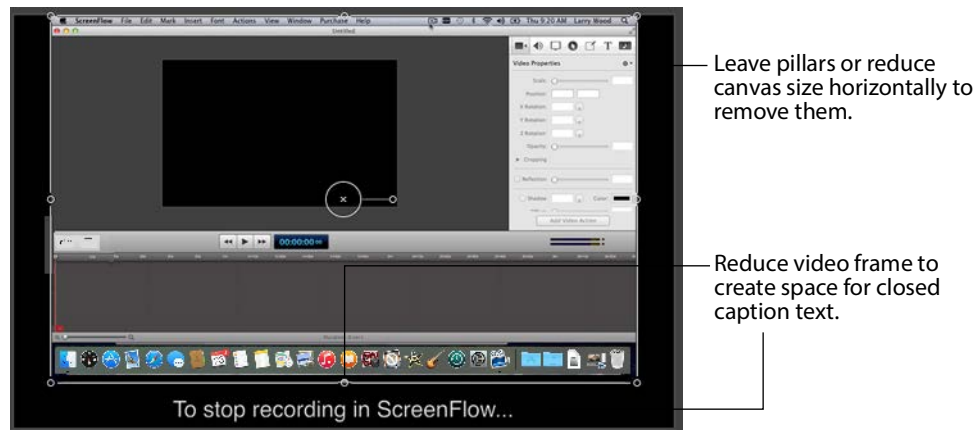 ScreenFlow File Edit Mark Insert Font Actions View Window Purchase Help Thu 9:20 AM Larry Wood
Untitled
Video Properties
Scale:
Position:
X Rotation:
Y Rotation:
Z Rotation:
Opacity:
Cropping
Reflection:
Shadow: Color:
Add Video Action
00:00:00
To stop recording in ScreenFlow...
Leave pillars or reduce
canvas size horizontally to
remove them.
Reduce video frame to
create space for closed
caption text.